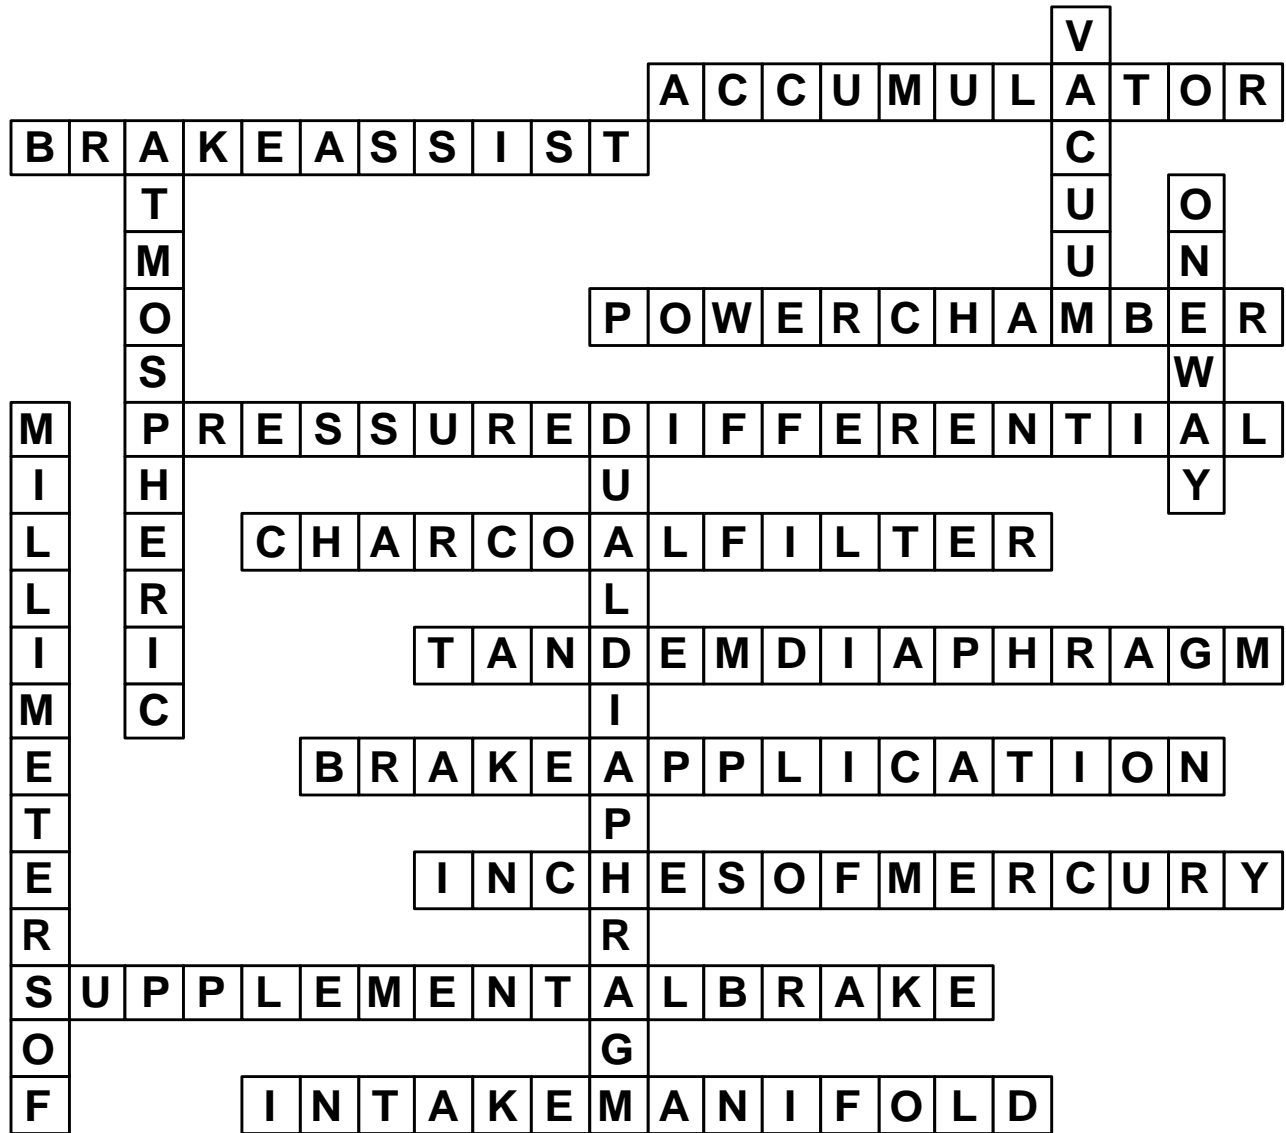 V
ACCUMULATOR
BRAKEASSIST C
T U O
M U N
O POWERCHAMBER
S W
M PRESSUREDIFFERENTIAL
I H U Y
L E CHARCOALFILTER
L R L
I I TANDEMDIAPHRAGM
M C I
E BRAKEAPPLICATION
T P
E INCHESOFMERCURY
R R
SUPPLEMENTALBRAKE
O G
F INTAKEMANIFOLD